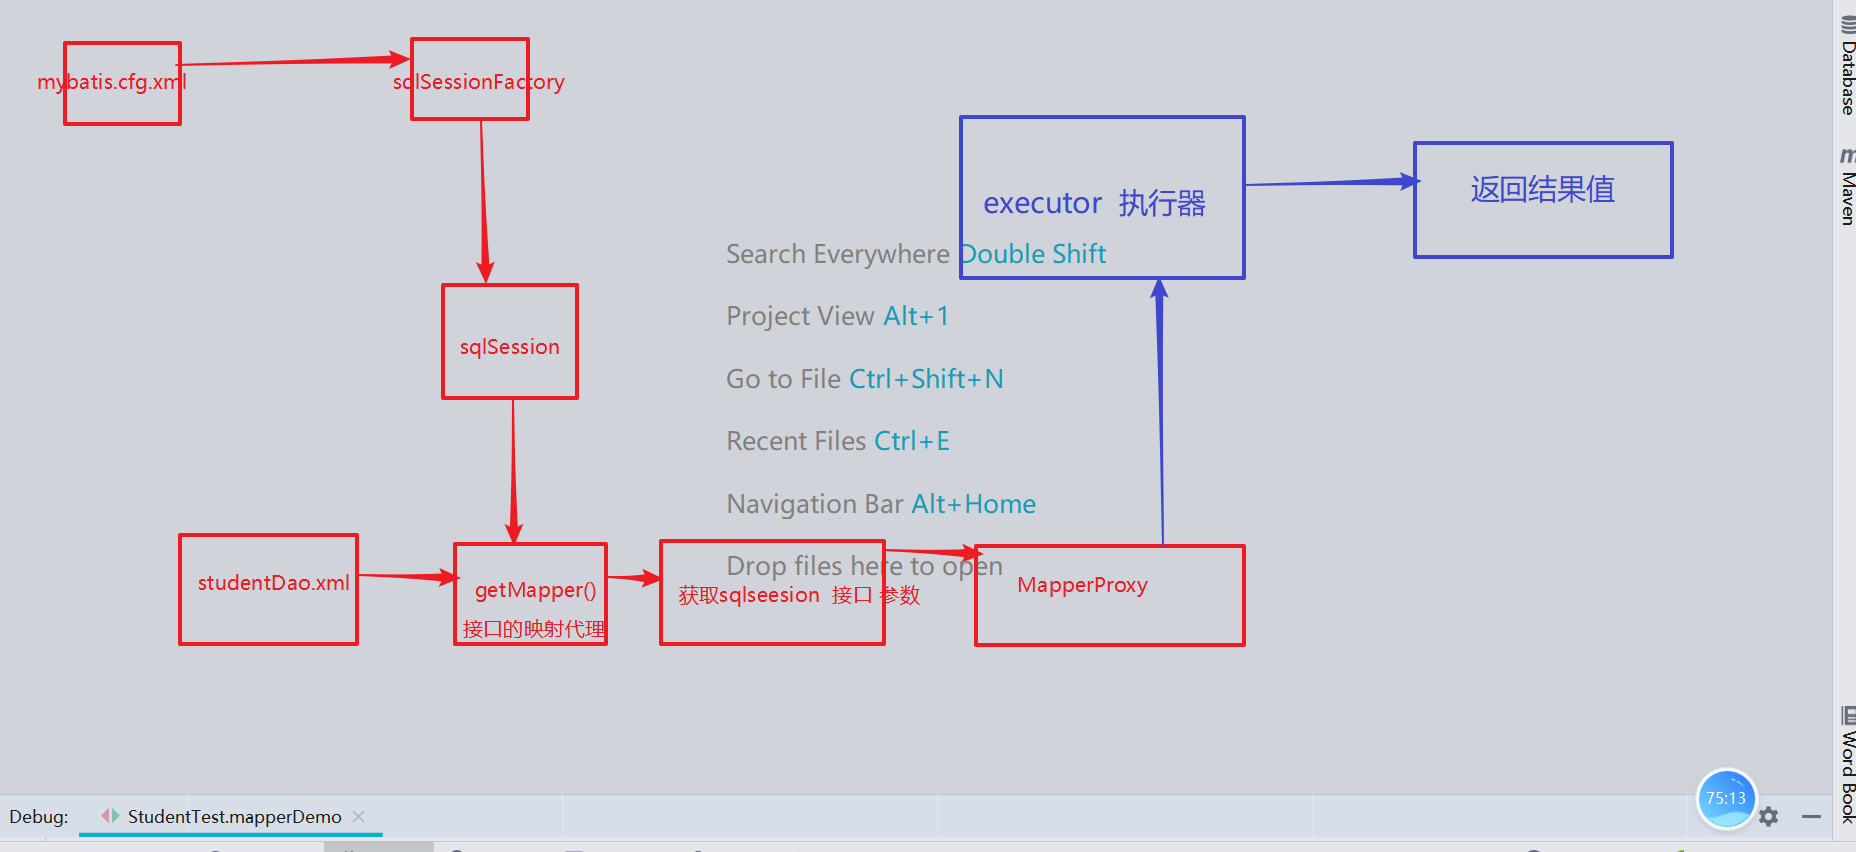 mybatis.cfg.xml
sqlSessionFactory
executor 执行器
返回结果值
Search Everywhere Double Shift
Project View Alt+1
sqlSession
Go to File Ctrl+Shift+N
Recent Files Ctrl+E
Navigation Bar Alt+Home
Drop files here to open
studentDao.xml
getMapper()
接口的映射代理
获取sqlseesion 接口 参数
MapperProxy
Database
Maven
Word Book
75:13
Debug:
StudentTest.mapperDemo